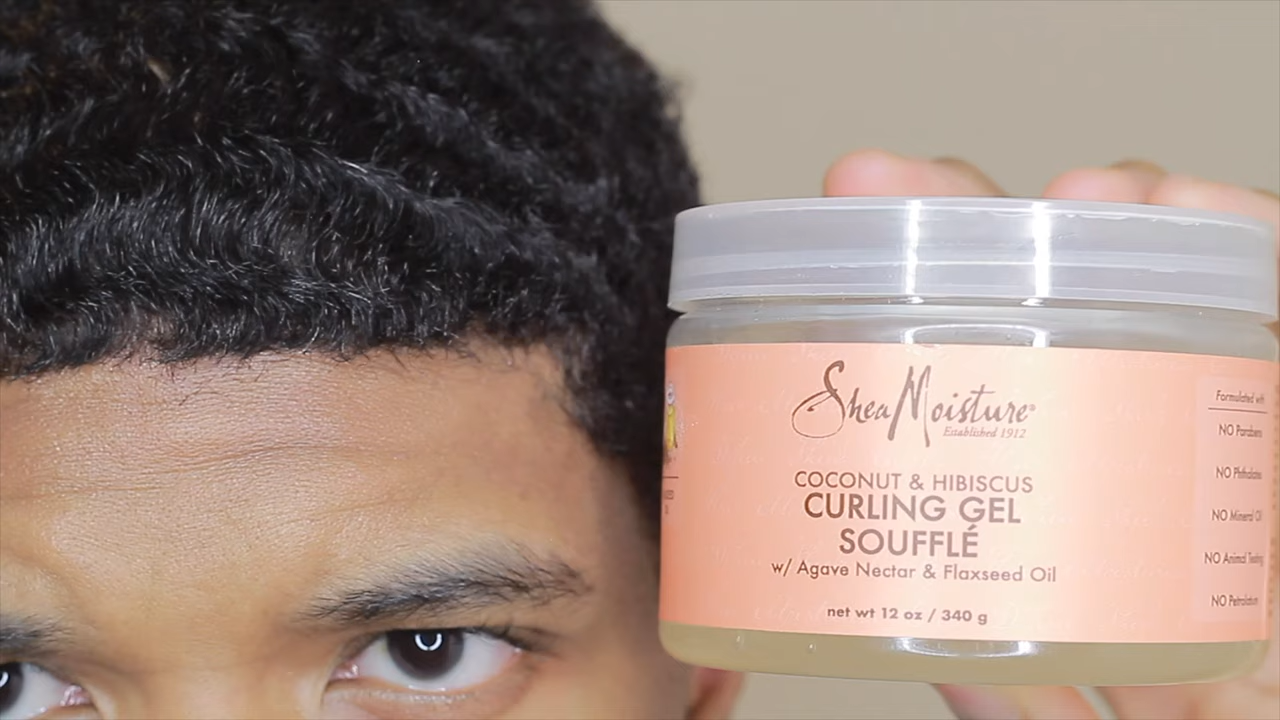 SheaMoisture®
Established 1912
COCONUT & HIBISCUS
CURLING GEL
SOUFFLÉ
w/ Agave Nectar & Flaxseed Oil
net wt 12 oz / 340 g
Formulated with
NO Parabens
NO Phthalates
NO Mineral Oil
NO Animal Testing
NO Petrolatum